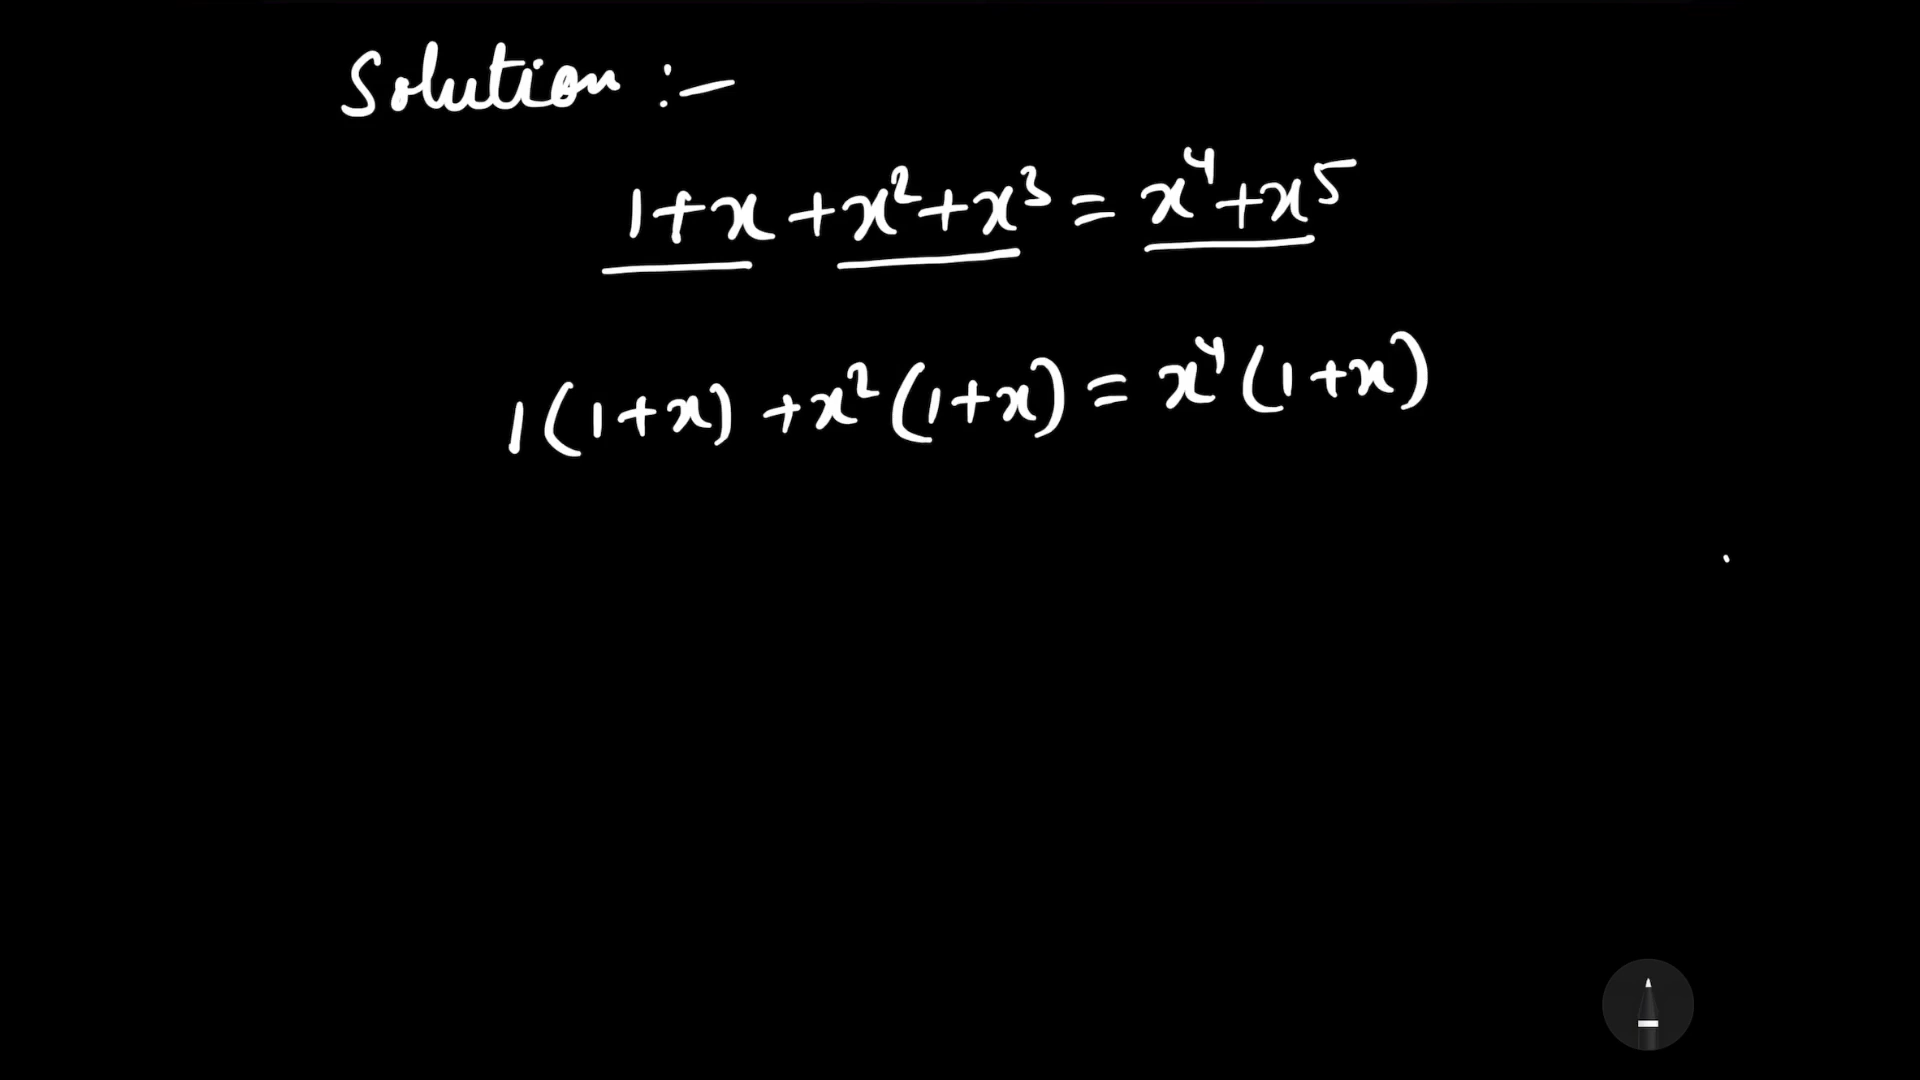 Solution :-
1+x+x²+x³=x⁴+x⁵
1(1+x)+x²(1+x)=x⁴(1+x)